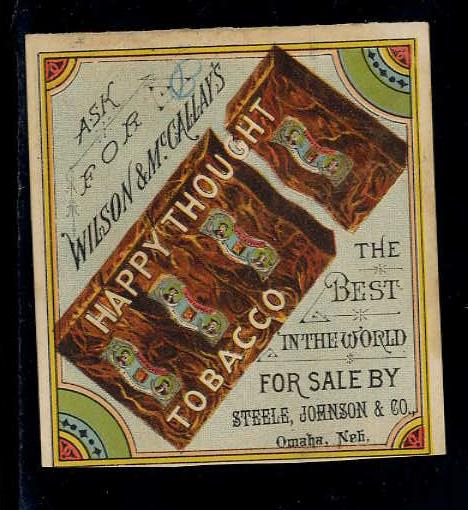 ASK
FOR
WILSON & McCALLAY'S
HAPPY THOUGHT
TOBACCO
THE
BEST
IN THE WORLD
FOR SALE BY
STEELE, JOHNSON & CO.,
Omaha, Neb.